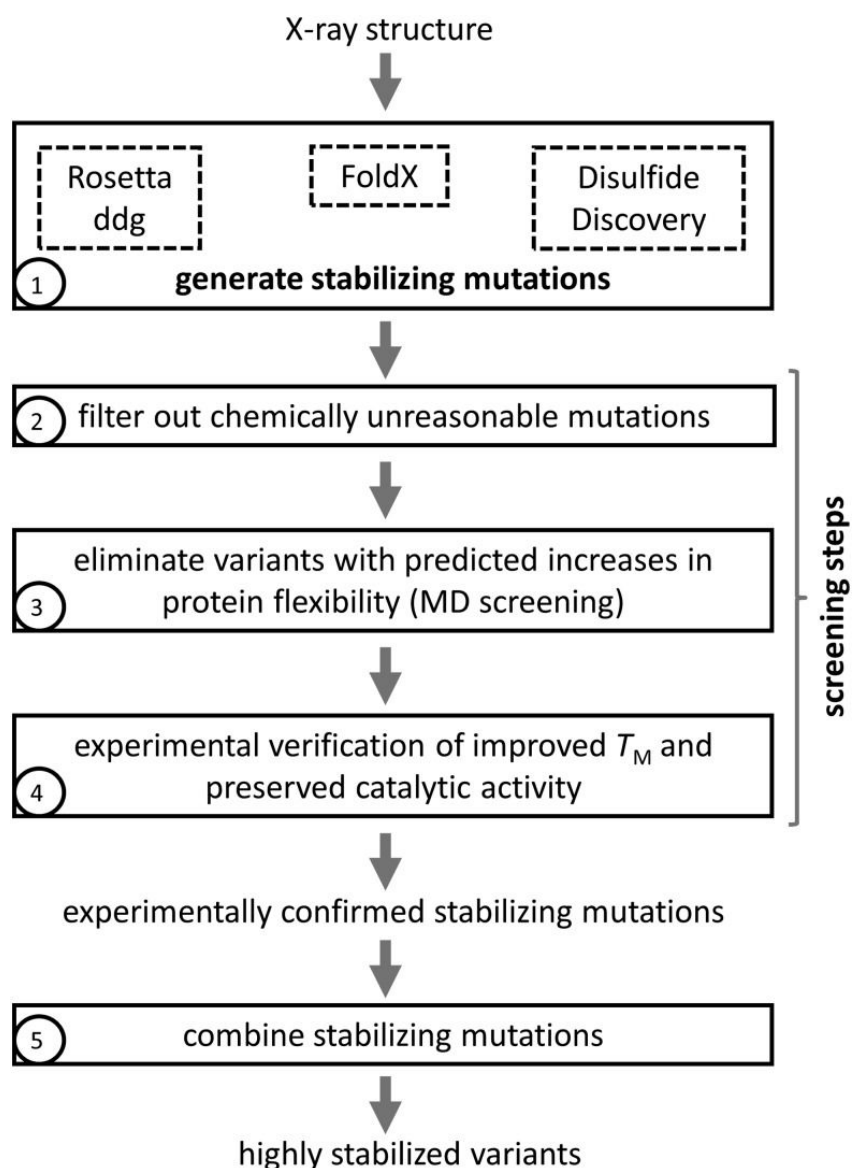 X-ray structure
Rosetta
ddg
FoldX
Disulfide
Discovery
1
generate stabilizing mutations
2
filter out chemically unreasonable mutations
3
eliminate variants with predicted increases in
protein flexibility (MD screening)
4
experimental verification of improved TM and
preserved catalytic activity
screening steps
experimentally confirmed stabilizing mutations
5
combine stabilizing mutations
highly stabilized variants